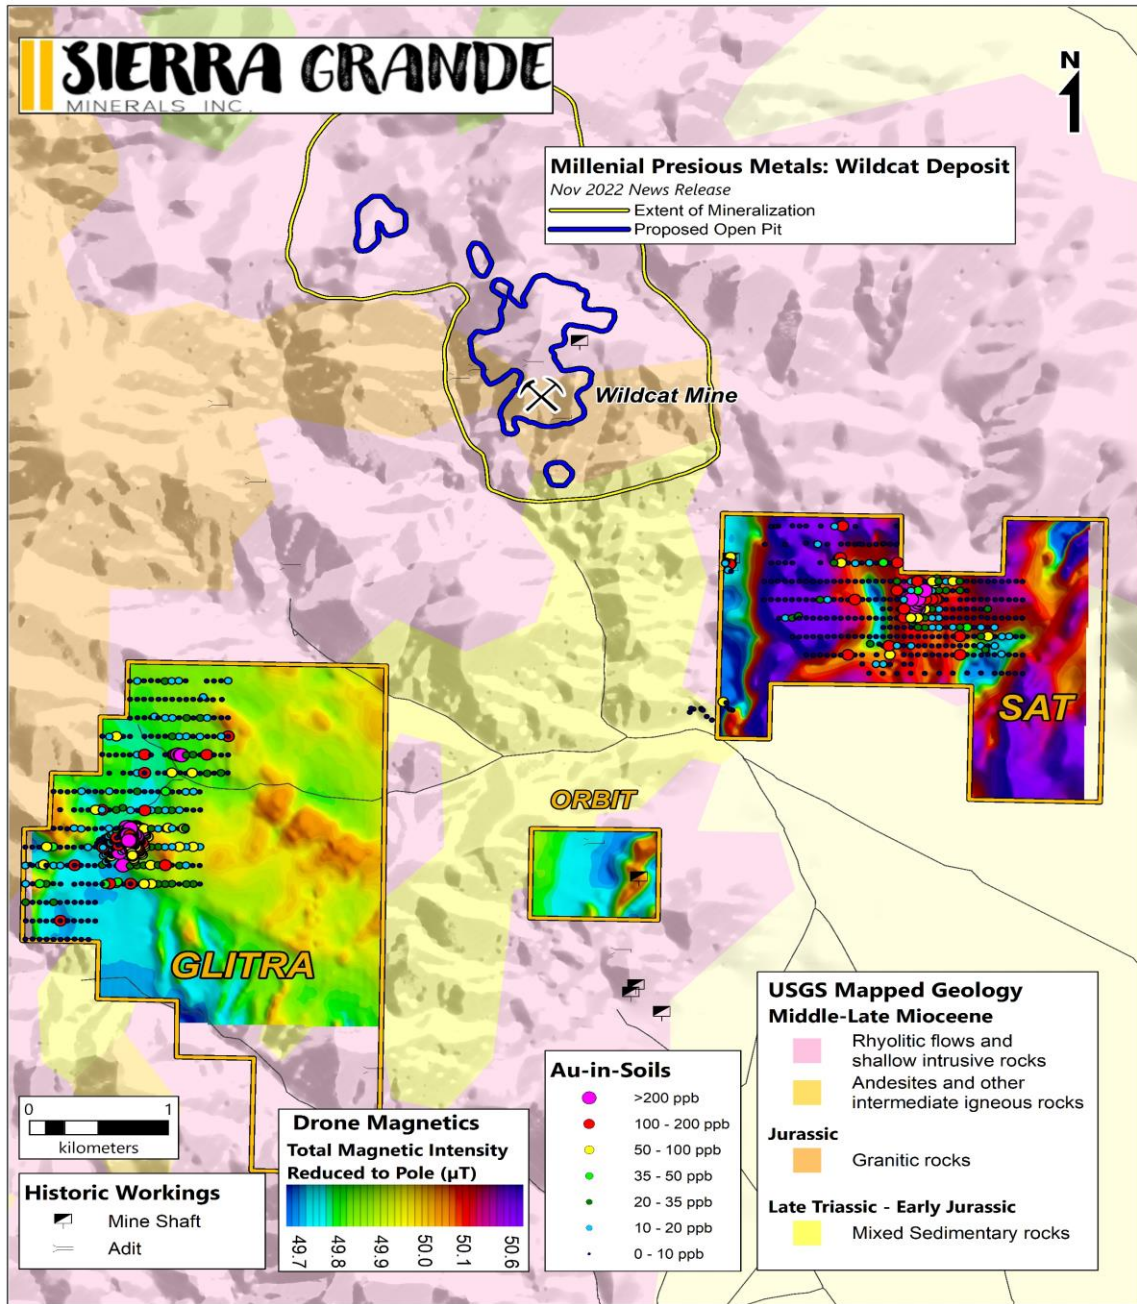 SIERRA GRANDE
MINERALS INC.
N
Millenial Presious Metals: Wildcat Deposit
Nov 2022 News Release
Extent of Mineralization
Proposed Open Pit
Wildcat Mine
SAT
ORBIT
GLITRA
0 1
kilometers
Historic Workings
Mine Shaft
Adit
Drone Magnetics
Total Magnetic Intensity
Reduced to Pole (µT)
49.7 49.8 49.9 50.0 50.1 50.6
Au-in-Soils
>200 ppb
100 - 200 ppb
50 - 100 ppb
35 - 50 ppb
20 - 35 ppb
10 - 20 ppb
0 - 10 ppb
USGS Mapped Geology
Middle-Late Miocene
Rhyolitic flows and
shallow intrusive rocks
Andesites and other
intermediate igneous rocks
Jurassic
Granitic rocks
Late Triassic - Early Jurassic
Mixed Sedimentary rocks